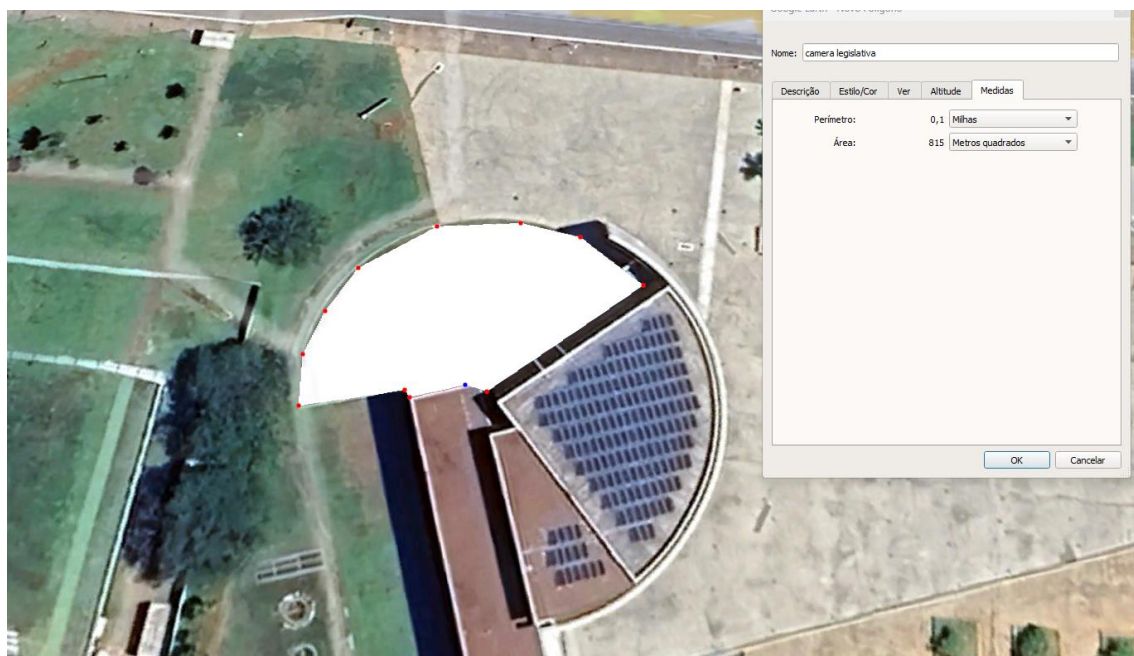 Nome: camera legislativa
Descrição Estilo/Cor Ver Altitude Medidas
Perímetro: 0,1 Milhas
Área: 815 Metros quadrados
OK Cancelar